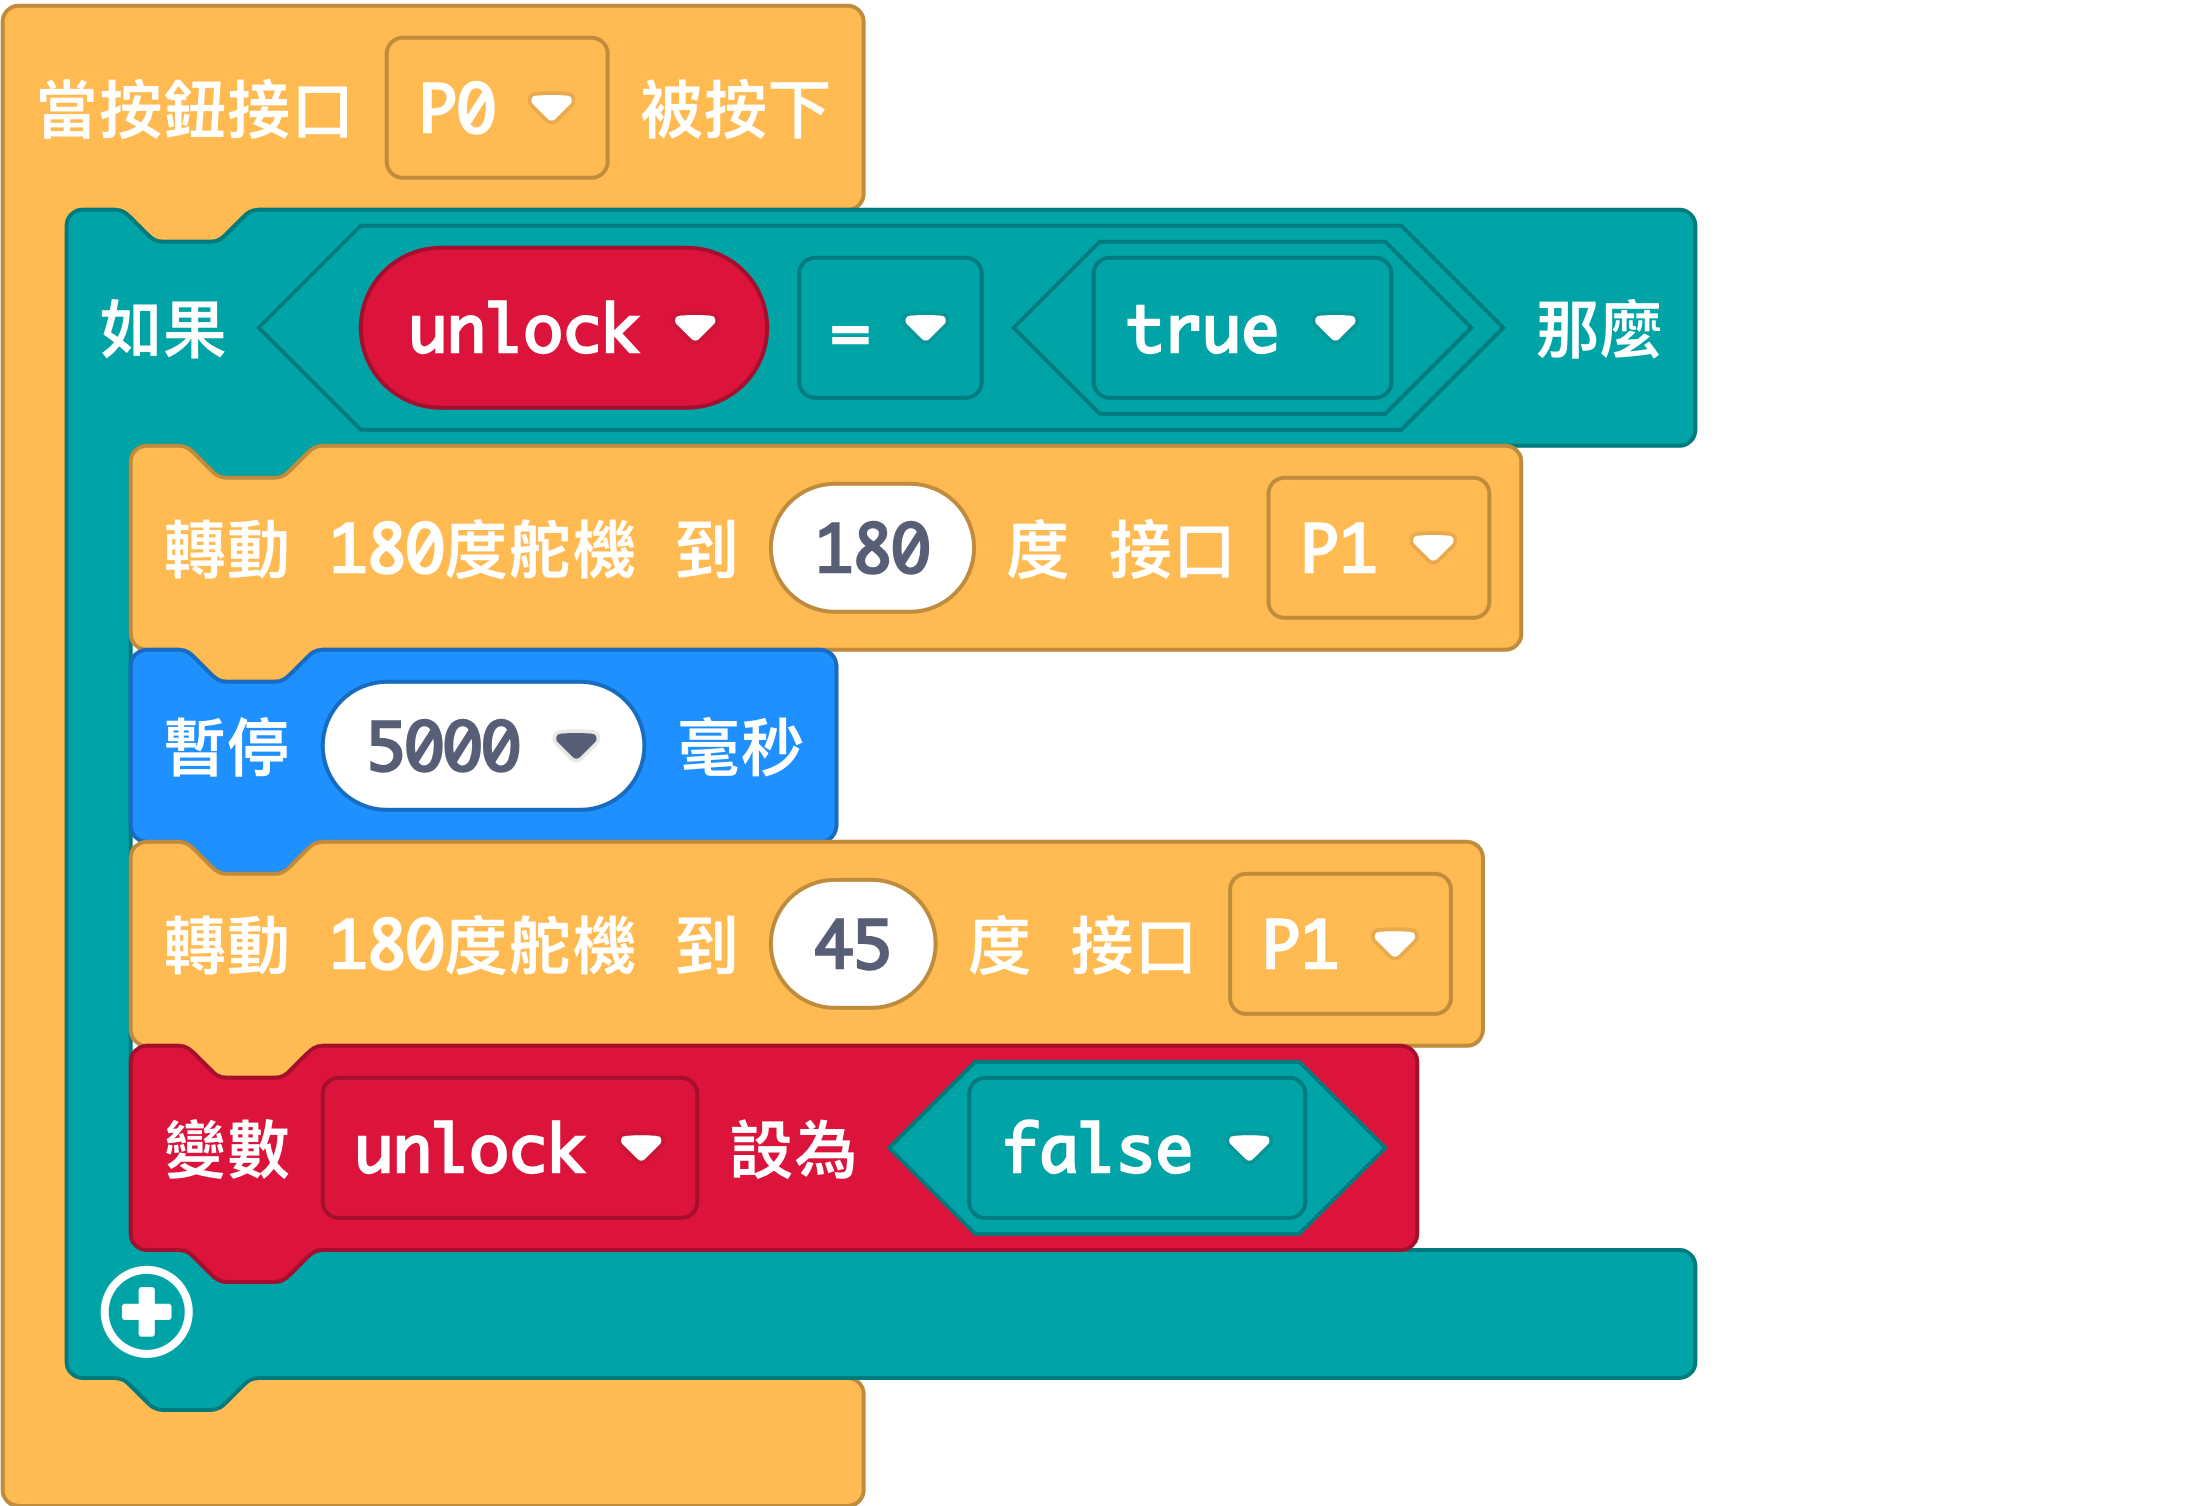 當按鈕接口 P0 被按下
如果 unlock = true 那麼
轉動 180度舵機 到 180 度 接口 P1
暫停 5000 毫秒
轉動 180度舵機 到 45 度 接口 P1
變數 unlock 設為 false